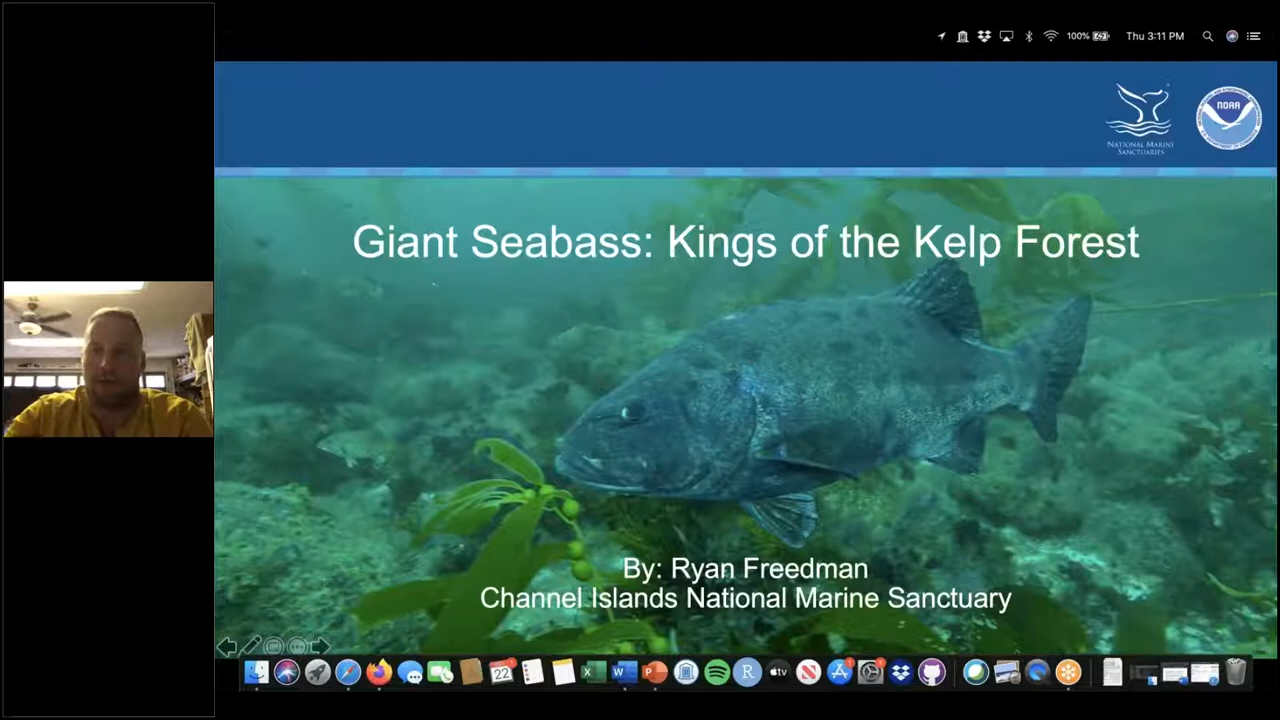 100%
Thu 3:11 PM
NATIONAL MARINE
SANCTUARIES
NOAA
Giant Seabass: Kings of the Kelp Forest
By: Ryan Freedman
Channel Islands National Marine Sanctuary
22
tv